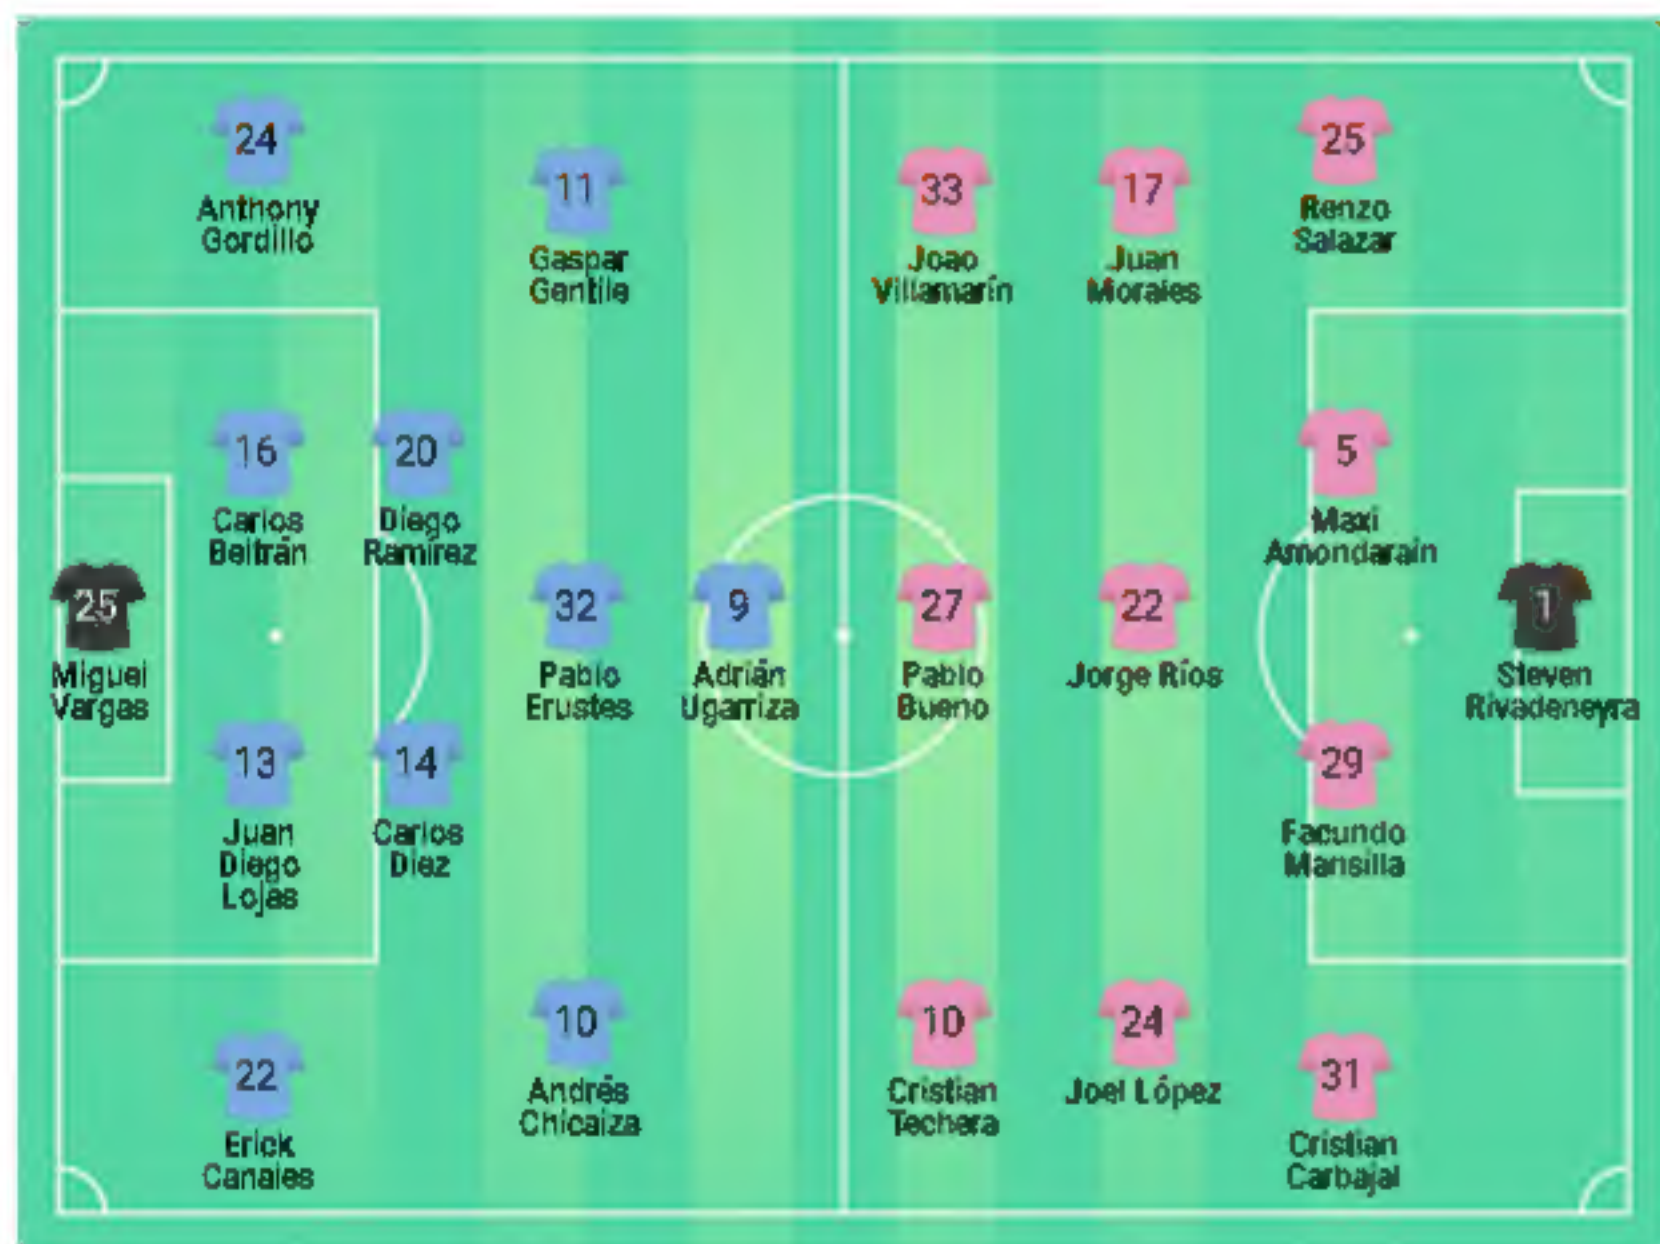 24
Anthony
Gordillo
11
Gaspar
Gentile
33
Joao
Villamarín
17
Juan
Morales
25
Renzo
Salazar
16
Carlos
Beltrán
20
Diego
Ramírez
5
Maxi
Amondarain
25
Miguel
Vargas
32
Pablo
Erustes
9
Adrián
Ugarriza
27
Pablo
Bueno
22
Jorge Ríos
1
Steven
Rivadeneyra
13
Juan
Diego
Lojas
14
Carlos
Diez
29
Facundo
Mansilla
10
Andrés
Chicaiza
10
Cristian
Techera
24
Joel López
22
Erick
Canales
31
Cristian
Carbajal